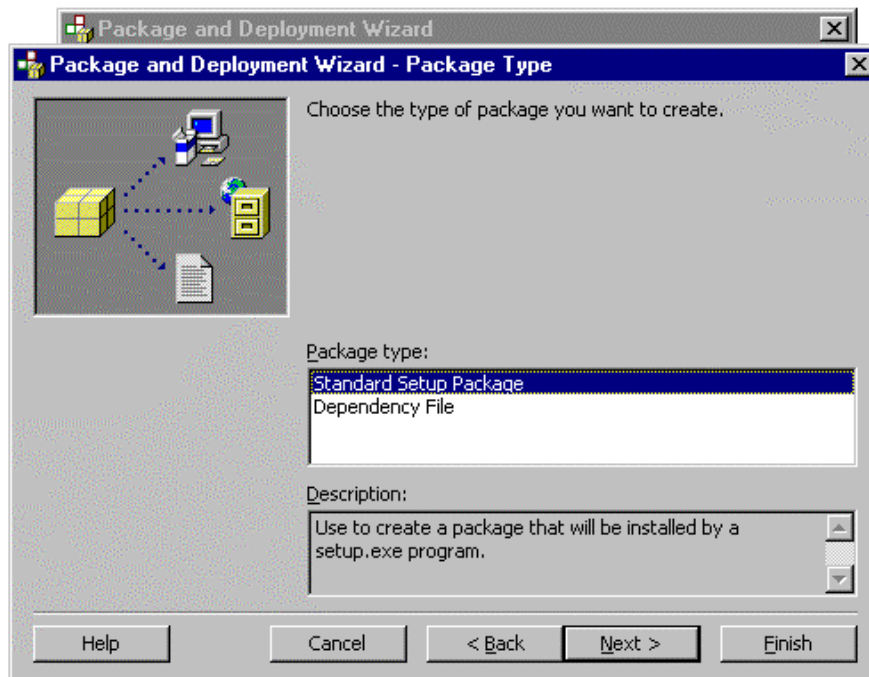 Package and Deployment Wizard
Package and Deployment Wizard - Package Type
Choose the type of package you want to create.
Package type:
Standard Setup Package
Dependency File
Description:
Use to create a package that will be installed by a
setup.exe program.
Help
Cancel
< Back
Next >
Finish